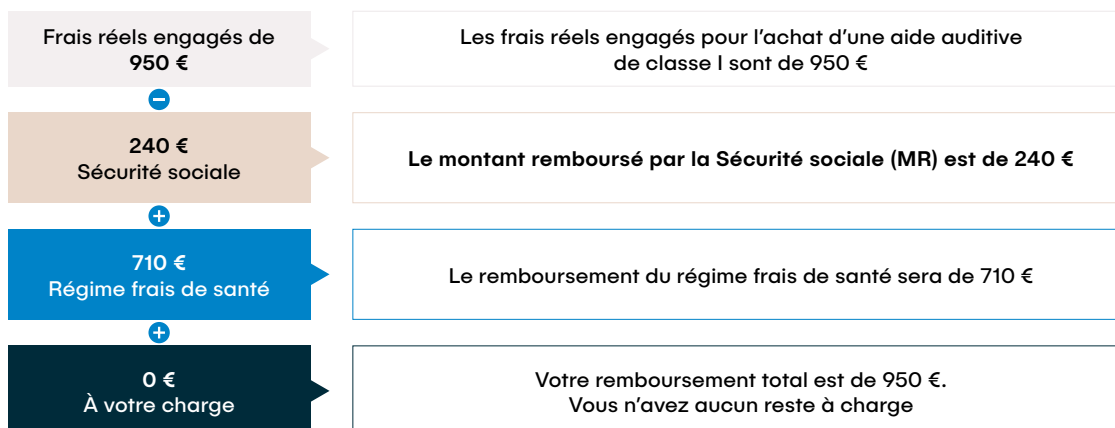 Frais réels engagés de
950 €
Les frais réels engagés pour l’achat d’une aide auditive
de classe I sont de 950 €
240 €
Sécurité sociale
Le montant remboursé par la Sécurité sociale (MR) est de 240 €
710 €
Régime frais de santé
Le remboursement du régime frais de santé sera de 710 €
0 €
À votre charge
Votre remboursement total est de 950 €.
Vous n’avez aucun reste à charge